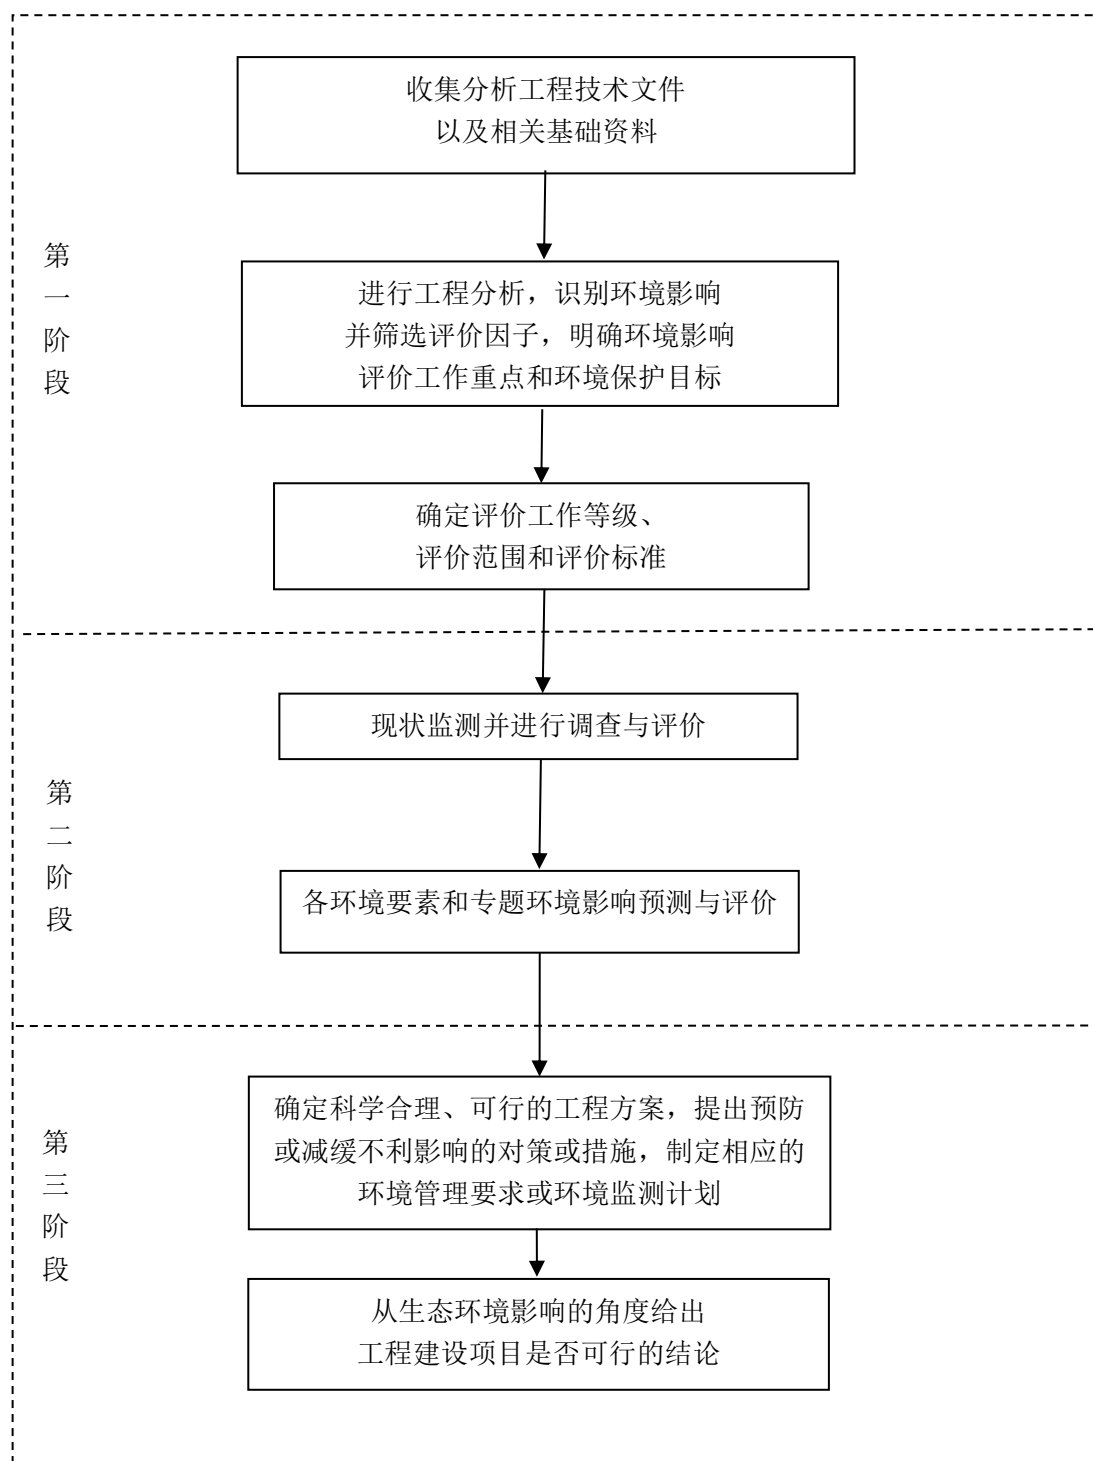 收集分析工程技术文件
以及相关基础资料
第
一
阶
段
进行工程分析，识别环境影响
并筛选评价因子，明确环境影响
评价工作重点和环境保护目标
确定评价工作等级、
评价范围和评价标准
第
二
阶
段
现状监测并进行调查与评价
各环境要素和专题环境影响预测与评价
第
三
阶
段
确定科学合理、可行的工程方案，提出预防
或减缓不利影响的对策或措施，制定相应的
环境管理要求或环境监测计划
从生态环境影响的角度给出
工程建设项目是否可行的结论